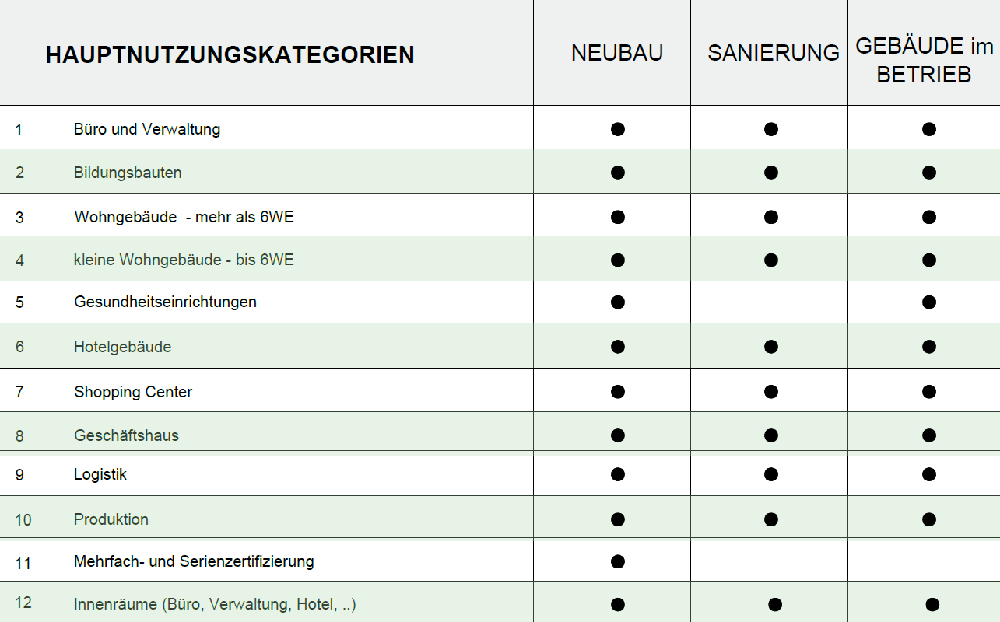 HAUPTNUTZUNGSKATEGORIEN NEUBAU SANIERUNG GEBÄUDE im
BETRIEB
1 Büro und Verwaltung ● ● ●
2 Bildungsbauten ● ● ●
3 Wohngebäude - mehr als 6WE ● ● ●
4 kleine Wohngebäude - bis 6WE ● ● ●
5 Gesundheitseinrichtungen ● ●
6 Hotelgebäude ● ● ●
7 Shopping Center ● ● ●
8 Geschäftshaus ● ● ●
9 Logistik ● ● ●
10 Produktion ● ● ●
11 Mehrfach- und Serienzertifizierung ●
12 Innenräume (Büro, Verwaltung, Hotel, ..) ● ● ●